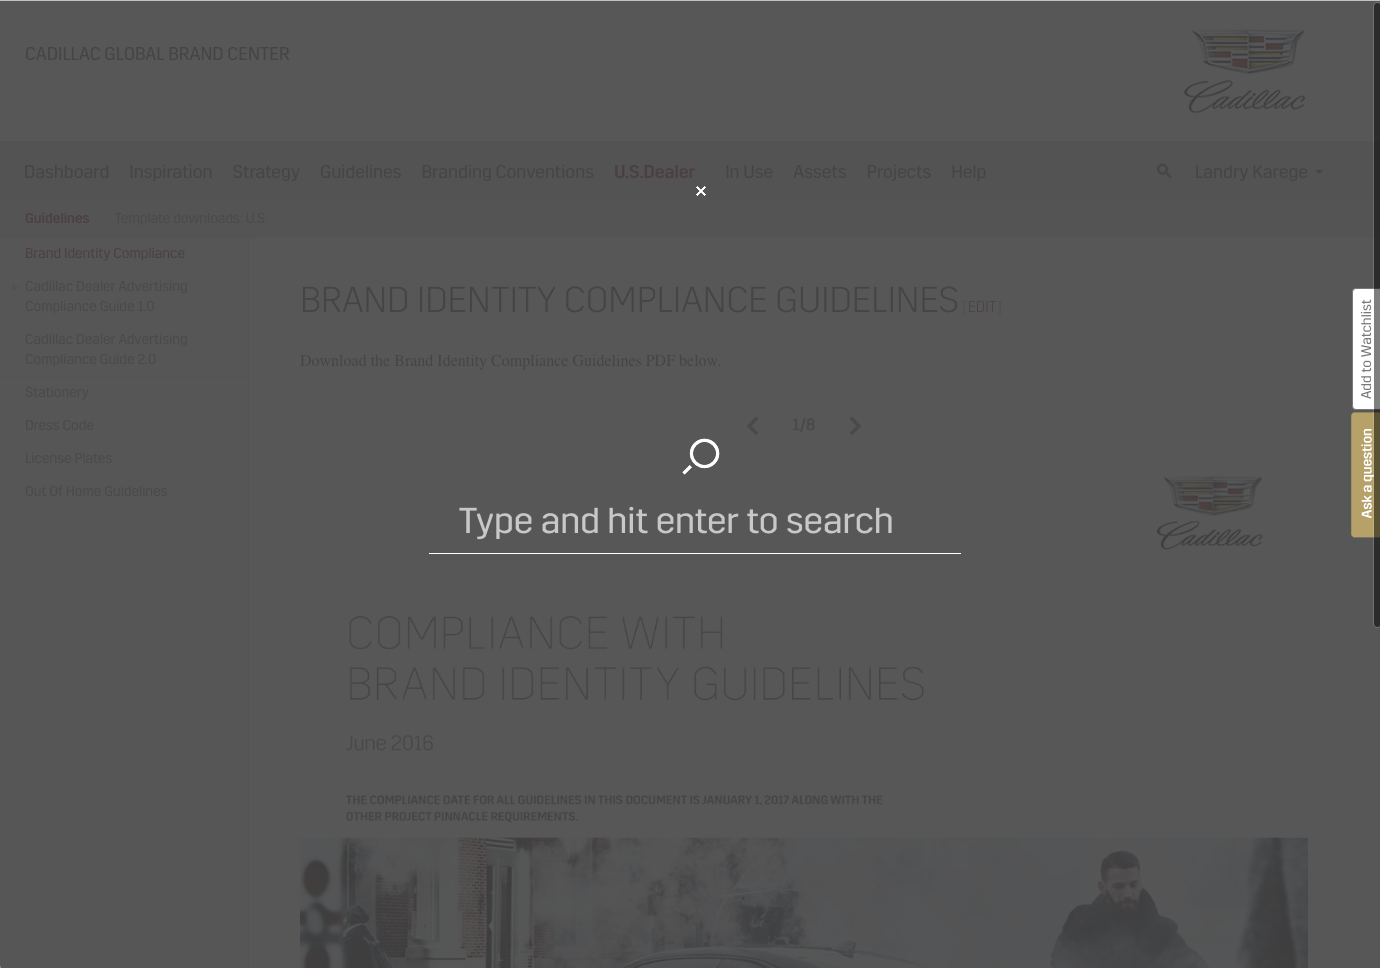 CADILLAC GLOBAL BRAND CENTER
Cadillac
Dashboard Inspiration Strategy Guidelines Branding Conventions U.S.Dealer In Use Assets Projects Help Landry Karege
×
Guidelines Template downloads: U.S.
Brand Identity Compliance
Cadillac Dealer Advertising
Compliance Guide 1.0
Cadillac Dealer Advertising
Compliance Guide 2.0
Stationery
Dress Code
License Plates
Out Of Home Guidelines
BRAND IDENTITY COMPLIANCE GUIDELINES [EDIT]
Download the Brand Identity Compliance Guidelines PDF below.
1/8
Type and hit enter to search
Cadillac
COMPLIANCE WITH
BRAND IDENTITY GUIDELINES
June 2016
THE COMPLIANCE DATE FOR ALL GUIDELINES IN THIS DOCUMENT IS JANUARY 1, 2017 ALONG WITH THE
OTHER PROJECT PINNACLE REQUIREMENTS.
Add to Watchlist
Ask a question